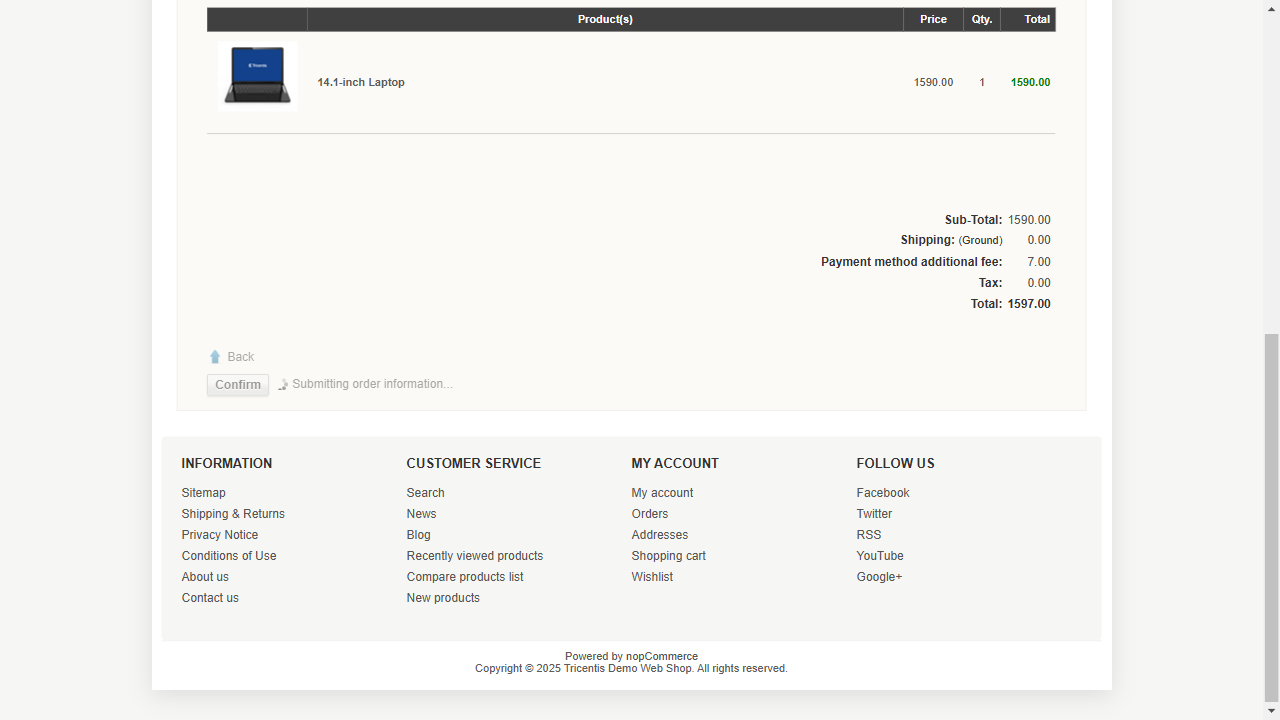 Product(s) Price Qty. Total
Tricentis
14.1-inch Laptop 1590.00 1 1590.00
Sub-Total: 1590.00
Shipping: (Ground) 0.00
Payment method additional fee: 7.00
Tax: 0.00
Total: 1597.00
Back
Confirm Submitting order information...
INFORMATION
Sitemap
Shipping & Returns
Privacy Notice
Conditions of Use
About us
Contact us
CUSTOMER SERVICE
Search
News
Blog
Recently viewed products
Compare products list
New products
MY ACCOUNT
My account
Orders
Addresses
Shopping cart
Wishlist
FOLLOW US
Facebook
Twitter
RSS
YouTube
Google+
Powered by nopCommerce
Copyright © 2025 Tricentis Demo Web Shop. All rights reserved.